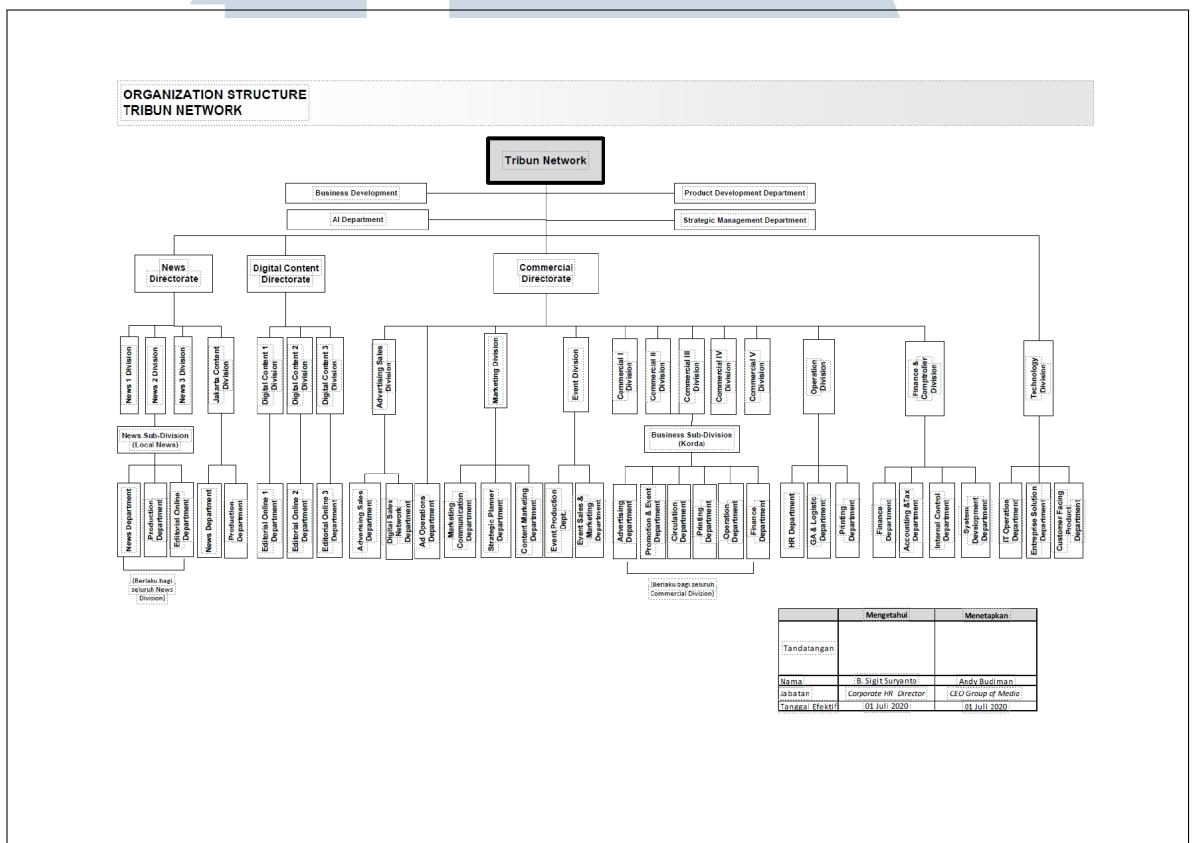 ORGANIZATION STRUCTURE
TRIBUN NETWORK
Tribun Network
Business Development
Product Development Department
AI Department
Strategic Management Department
News
Directorate
Digital Content
Directorate
Commercial
Directorate
News 1 Division
News 2 Division
News 3 Division
Jakarta Content
Division
Digital Content 1
Division
Digital Content 2
Division
Digital Content 3
Division
Advertising Sales
Division
Marketing Division
Event Division
Commercial I
Division
Commercial II
Division
Commercial III
Division
Commercial IV
Division
Commercial V
Division
Operation
Division
Finance &
Comptroller
Division
Technology
Division
News Sub-Division
(Local News)
Business Sub-Division
(Korda)
News Department
Production
Department
Editorial Online
Department
News Department
Production
Department
Editorial Online 1
Department
Editorial Online 2
Department
Editorial Online 3
Department
Adversing Sales
Department
Digital Sales
Network
Department
Ad Operations
Department
Marketing
Communication
Department
Strategic Planner
Department
Content Marketing
Department
Event Production
Dept.
Event Sales &
Marketing
Department
Advertising
Department
Promotion & Event
Department
Circulation
Department
Printing
Department
Operation
Department
Finance
Department
HR Department
GA & Logistic
Department
Printing
Department
Finance
Department
Accounting &Tax
Department
Internal Control
Department
System
Development
Department
IT Operation
Department
Entreprise Solution
Department
Customer Facing
Product
Department
(Berlaku bagi
seluruh News
Division)
(Berlaku bagi seluruh
Commercial Division)
Mengetahui Menetapkan
Tandatangan
Nama B. Sigit Suryanto Andy Budiman
Jabatan Corporate HR Director CEO Group of Media
Tanggal Efektif 01 Juli 2020 01 Juli 2020